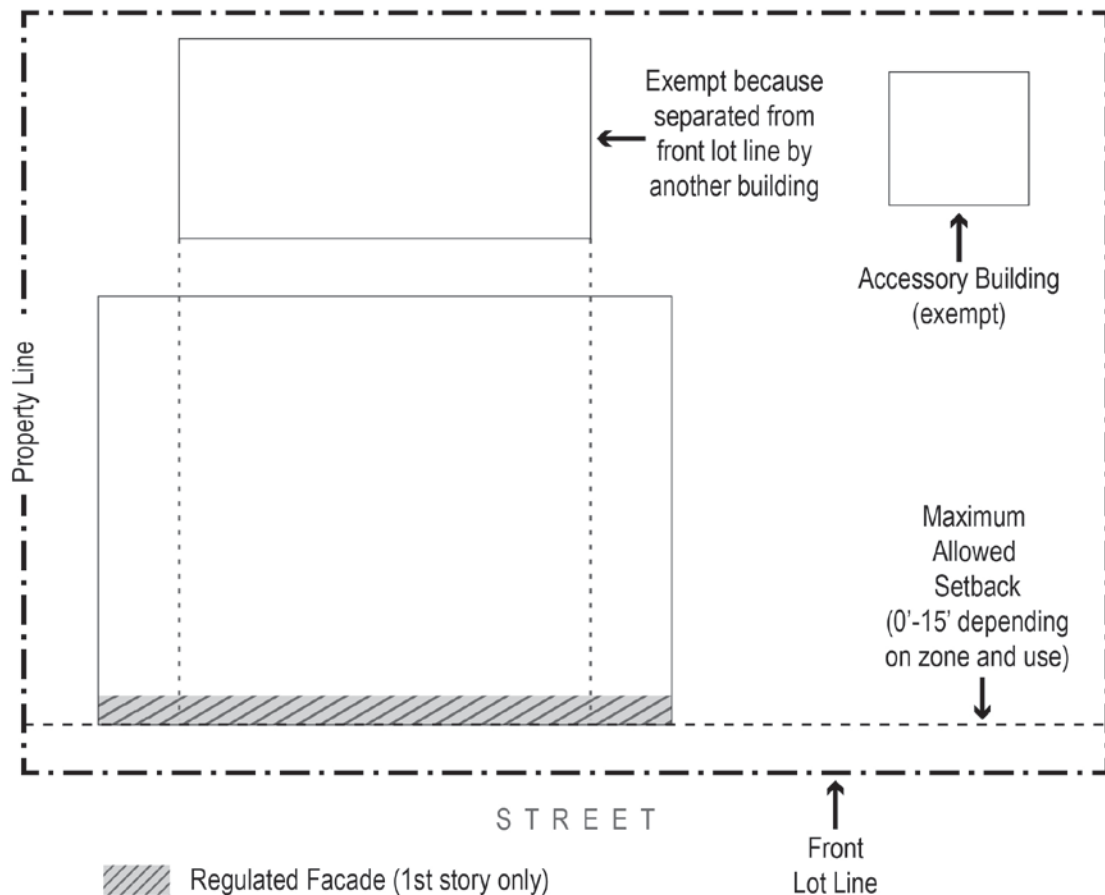 Exempt because
separated from
front lot line by
another building
Accessory Building
(exempt)
Property Line
Maximum
Allowed
Setback
(0’-15’ depending
on zone and use)
STREET
Front
Lot Line
Regulated Facade (1st story only)